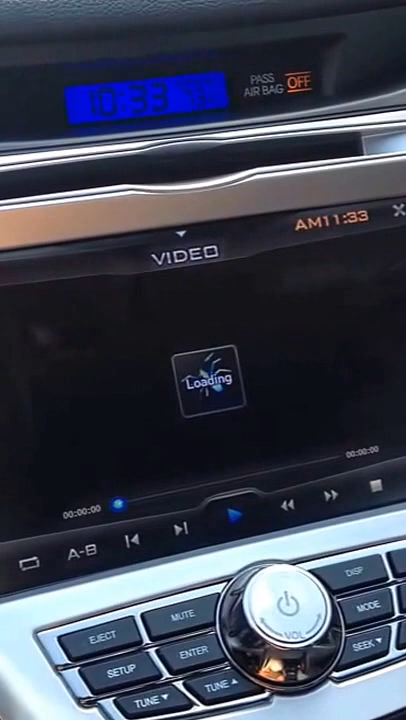 10:33
PASS
AIR BAG OFF
AM11:33
VIDEO
Loading
00:00:00
00:00:00
A-B
DISP
MUTE
MODE
EJECT
ENTER
VOL
SEEK
SETUP
TUNE
TUNE